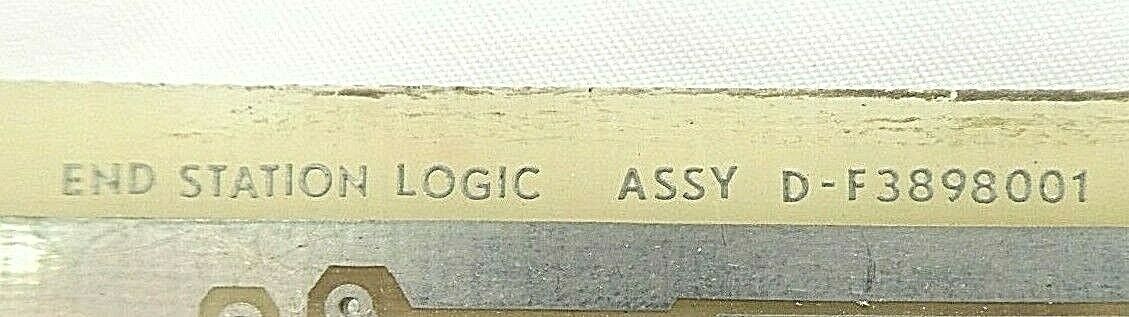 END STATION LOGIC ASSY D-F3898001